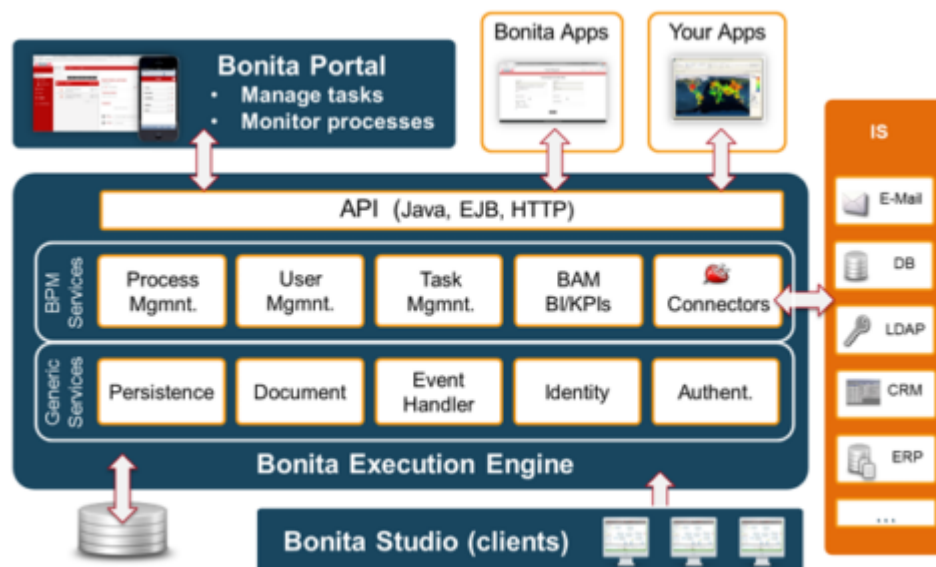 Bonita Portal
• Manage tasks
• Monitor processes
Bonita Apps
Your Apps
IS
E-Mail
DB
LDAP
CRM
ERP
...
API (Java, EJB, HTTP)
BPM
Services
Process
Mgmnt.
User
Mgmnt.
Task
Mgmnt.
BAM
BI/KPIs
Connectors
Generic
Services
Persistence
Document
Event
Handler
Identity
Authent.
Bonita Execution Engine
Bonita Studio (clients)